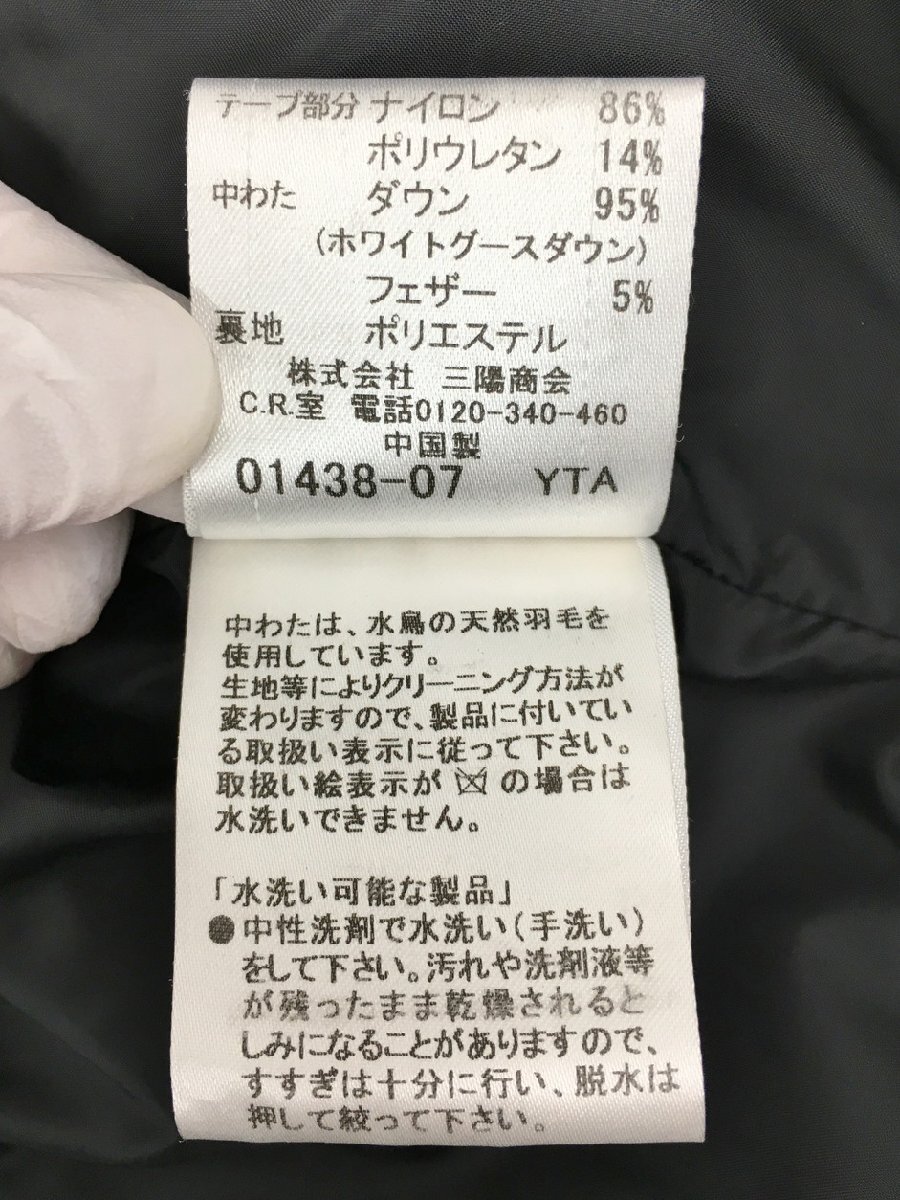 テープ部分 ナイロン 86%
ポリウレタン 14%
中わた ダウン 95%
(ホワイトグースダウン)
フェザー 5%
裏地 ポリエステル
株式会社 三陽商会
C.R.室 電話0120-340-460
中国製
01438-07 YTA
中わたは、水鳥の天然羽毛を
使用しています。
生地等によりクリーニング方法が
変わりますので、製品に付いてい
る取扱い表示に従って下さい。
取扱い絵表示が の場合は
水洗いできません。
「水洗い可能な製品」
●中性洗剤で水洗い(手洗い)
をして下さい。汚れや洗剤液等
が残ったまま乾燥されると
しみになることがありますので、
すすぎは十分に行い、脱水は
押して絞って下さい。